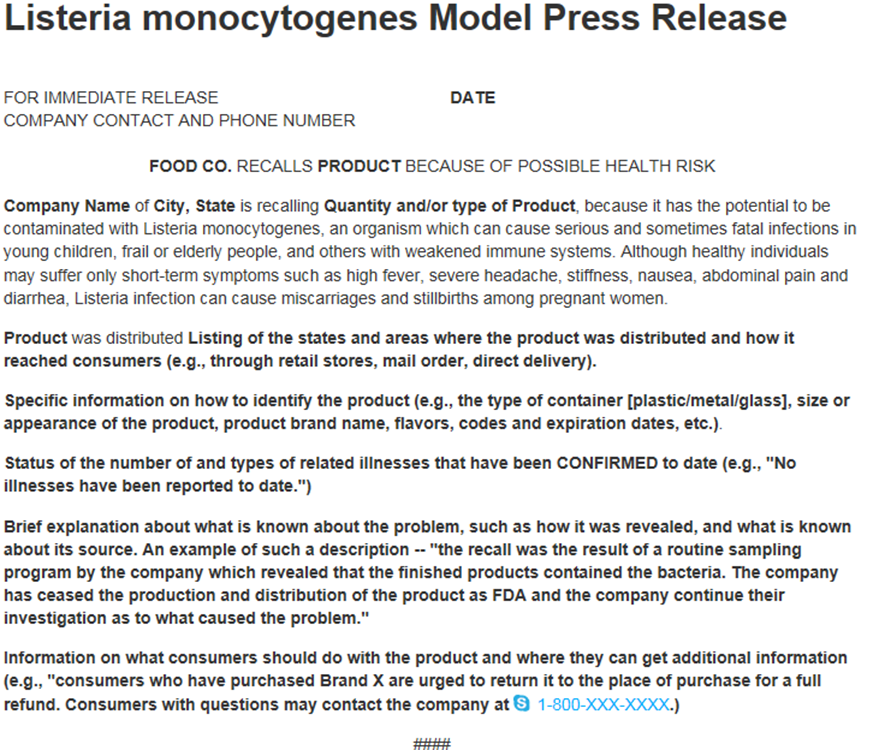 Listeria monocytogenes Model Press Release
FOR IMMEDIATE RELEASE DATE
COMPANY CONTACT AND PHONE NUMBER
FOOD CO. RECALLS PRODUCT BECAUSE OF POSSIBLE HEALTH RISK
Company Name of City, State is recalling Quantity and/or type of Product, because it has the potential to be
contaminated with Listeria monocytogenes, an organism which can cause serious and sometimes fatal infections in
young children, frail or elderly people, and others with weakened immune systems. Although healthy individuals
may suffer only short-term symptoms such as high fever, severe headache, stiffness, nausea, abdominal pain and
diarrhea, Listeria infection can cause miscarriages and stillbirths among pregnant women.
Product was distributed Listing of the states and areas where the product was distributed and how it
reached consumers (e.g., through retail stores, mail order, direct delivery).
Specific information on how to identify the product (e.g., the type of container [plastic/metal/glass], size or
appearance of the product, product brand name, flavors, codes and expiration dates, etc.).
Status of the number of and types of related illnesses that have been CONFIRMED to date (e.g., "No
illnesses have been reported to date.")
Brief explanation about what is known about the problem, such as how it was revealed, and what is known
about its source. An example of such a description -- "the recall was the result of a routine sampling
program by the company which revealed that the finished products contained the bacteria. The company
has ceased the production and distribution of the product as FDA and the company continue their
investigation as to what caused the problem."
Information on what consumers should do with the product and where they can get additional information
(e.g., "consumers who have purchased Brand X are urged to return it to the place of purchase for a full
refund. Consumers with questions may contact the company at 1-800-XXX-XXXX.)
####